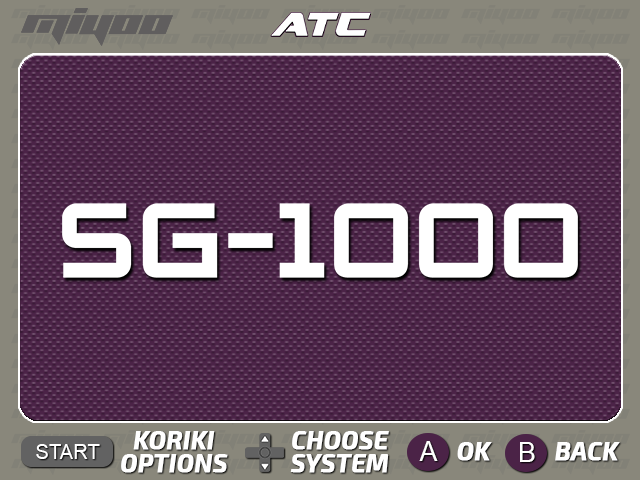 miyoo
ATC
SG-1000
START
KORIKI
OPTIONS
CHOOSE
SYSTEM
A
OK
B
BACK